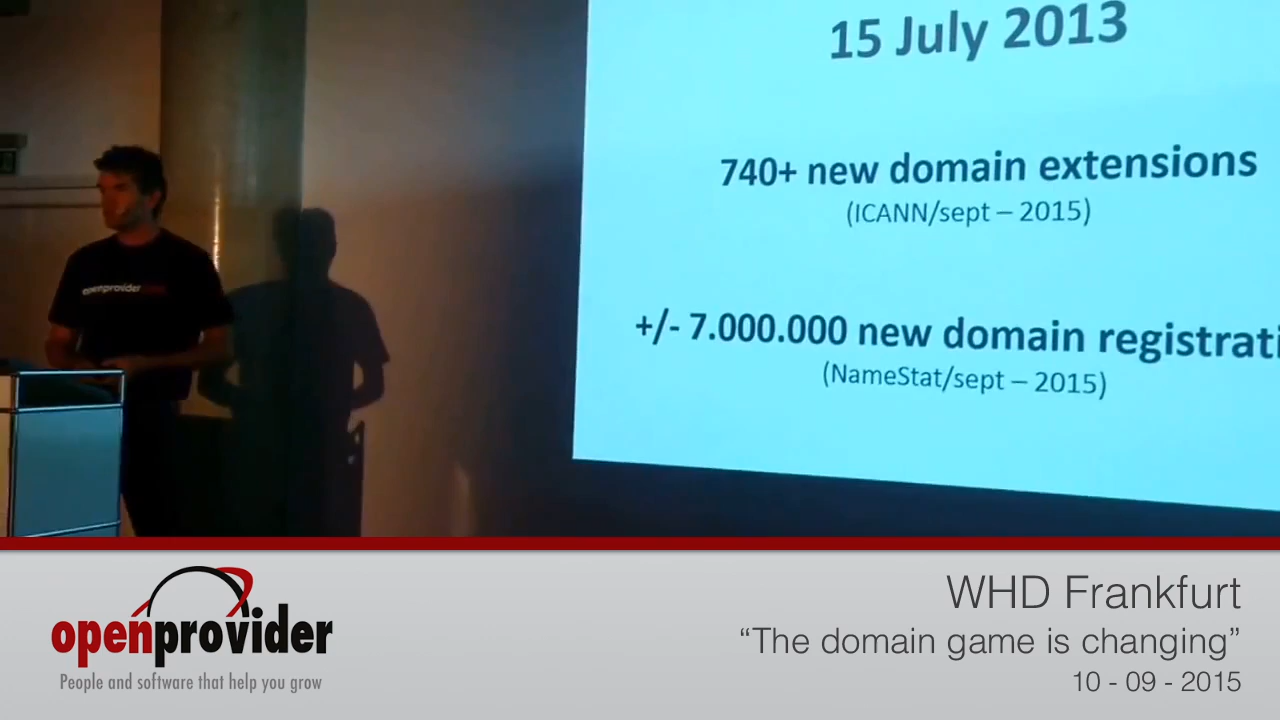 15 July 2013
740+ new domain extensions
(ICANN/sept – 2015)
+/- 7.000.000 new domain registrati
(NameStat/sept – 2015)
openprovider
openprovider
People and software that help you grow
WHD Frankfurt
“The domain game is changing”
10 - 09 - 2015